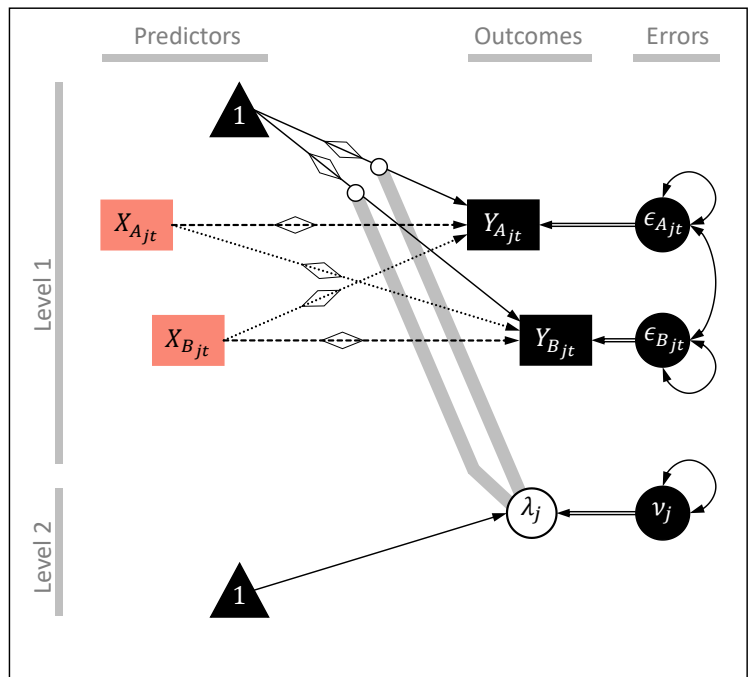 Predictors Outcomes Errors
Level 1
1
X_{A_{jt}} Y_{A_{jt}} ϵ_{A_{jt}}
X_{B_{jt}} Y_{B_{jt}} ϵ_{B_{jt}}
Level 2
λ_j ν_j
1